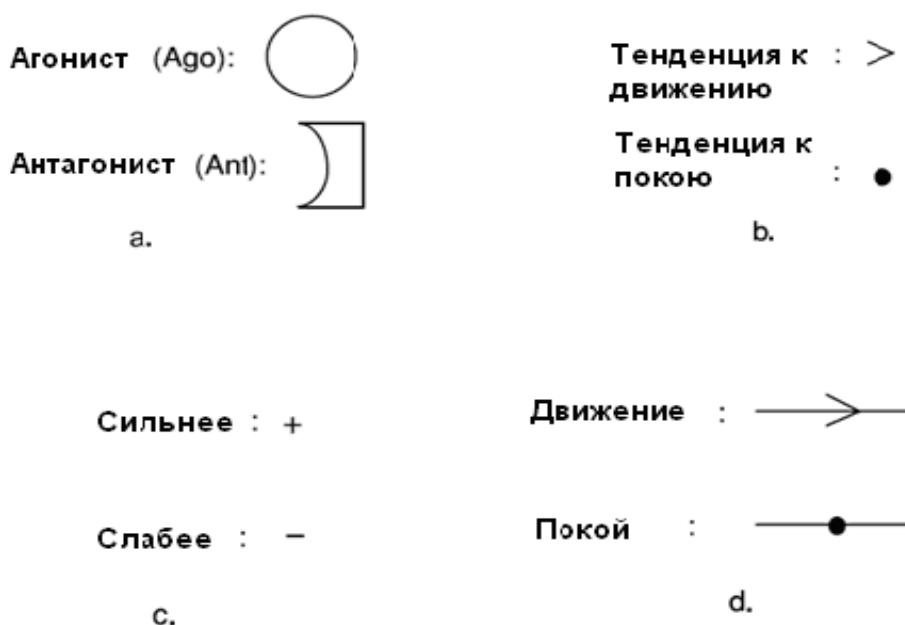 Агонист (Ago):
Антагонист (Ant):
a.
Тенденция к :
движению
Тенденция к
покою :
b.
Сильнее : +
Слабее : −
c.
Движение :
Покой :
d.